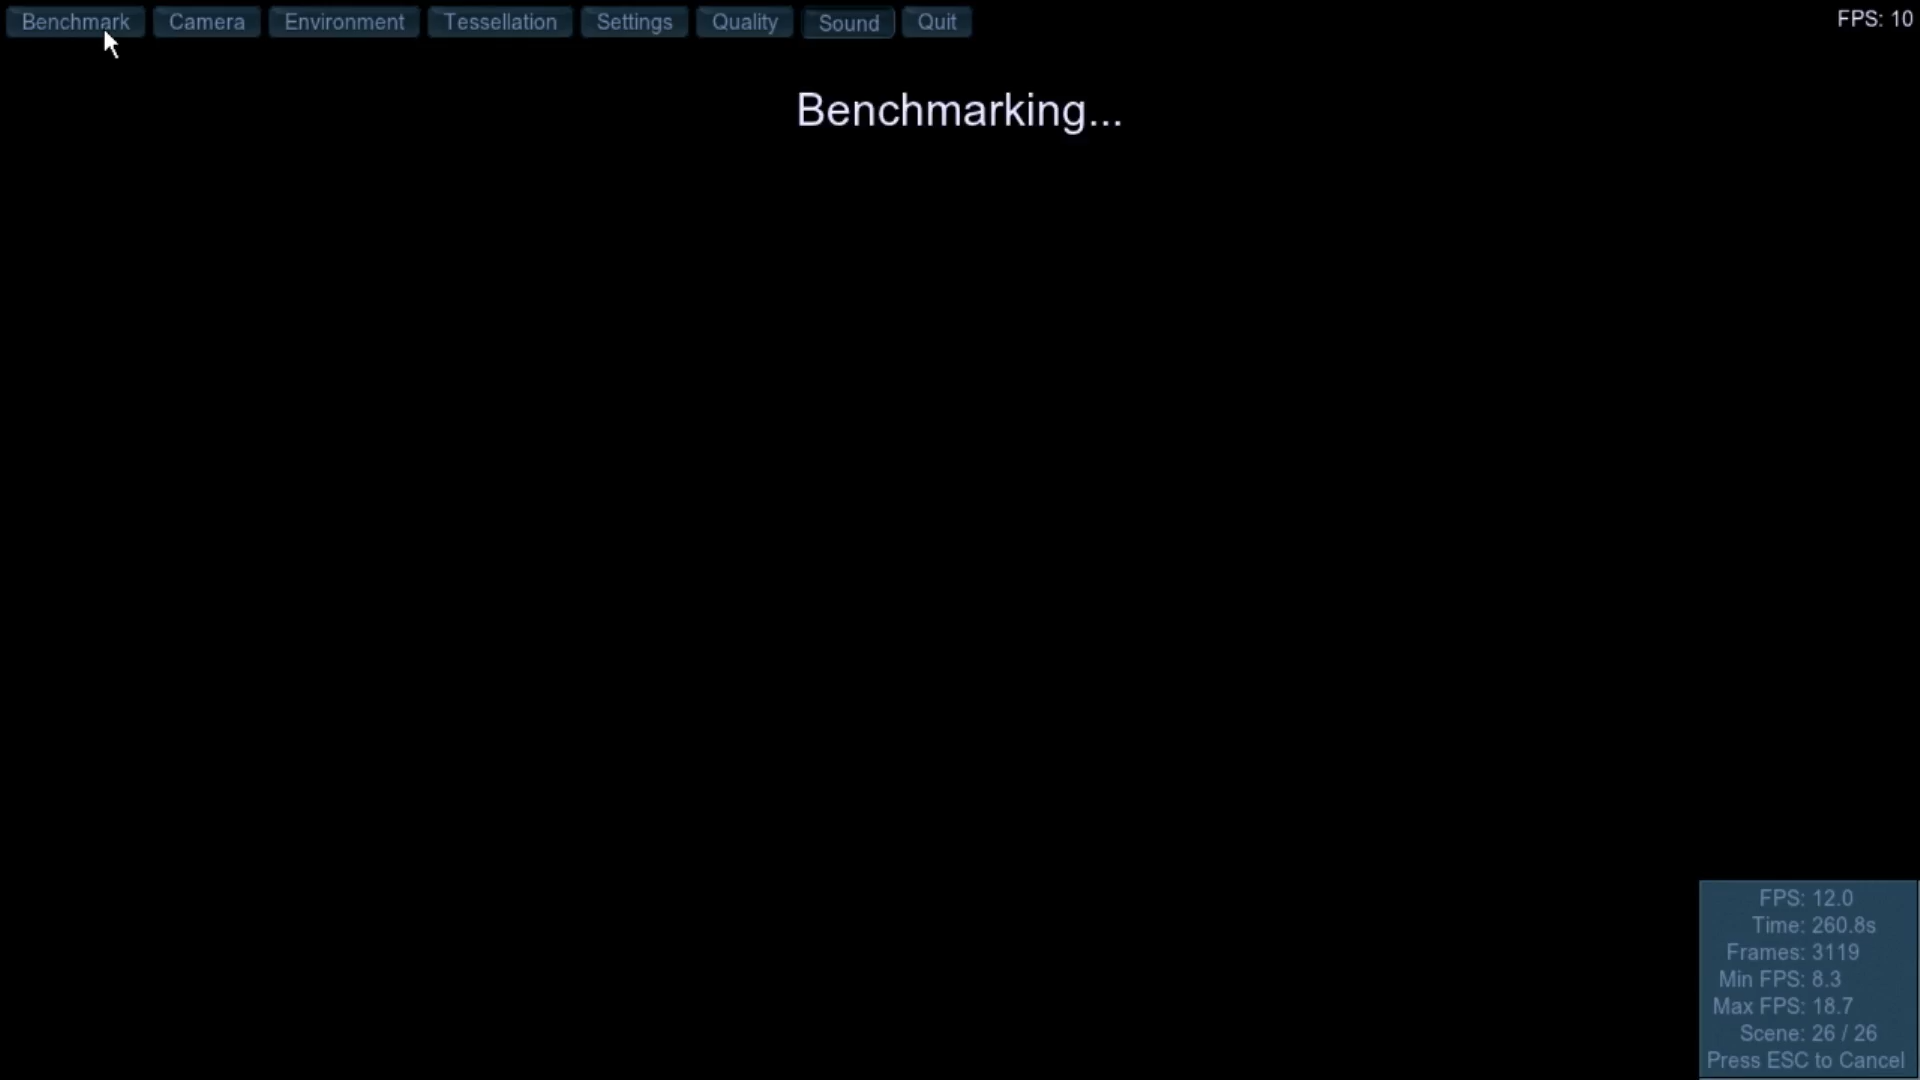 Benchmark Camera Environment Tessellation Settings Quality Sound Quit FPS: 10
Benchmarking...
FPS: 12.0
Time: 260.8s
Frames: 3119
Min FPS: 8.3
Max FPS: 18.7
Scene: 26 / 26
Press ESC to Cancel